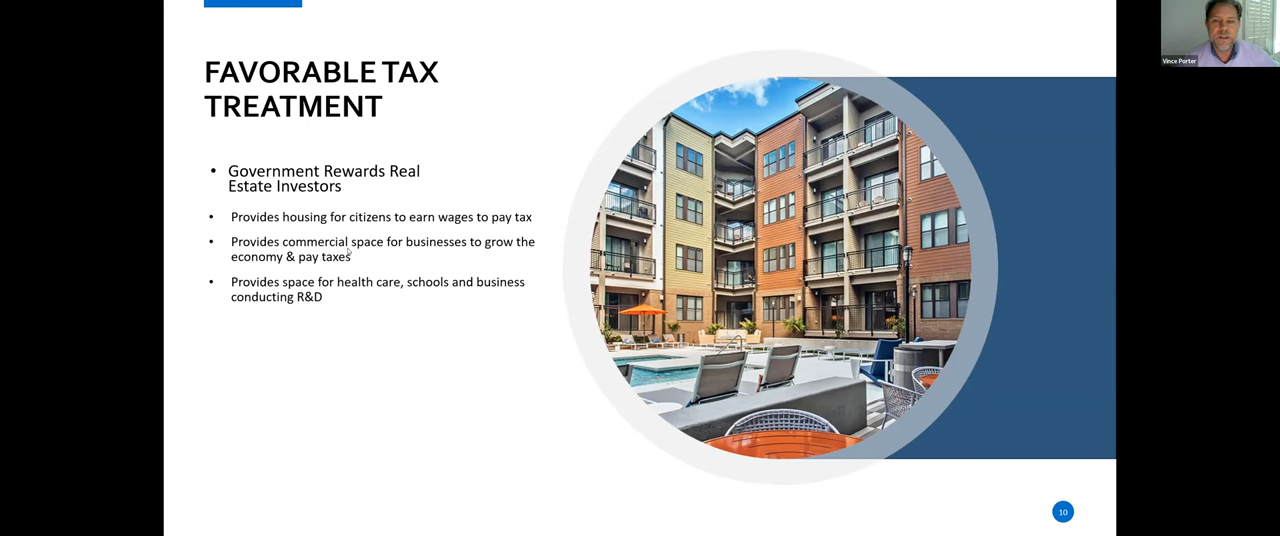 FAVORABLE TAX
TREATMENT
• Government Rewards Real
Estate Investors
• Provides housing for citizens to earn wages to pay tax
• Provides commercial space for businesses to grow the
economy & pay taxes
• Provides space for health care, schools and business
conducting R&D
10
Vince Porter